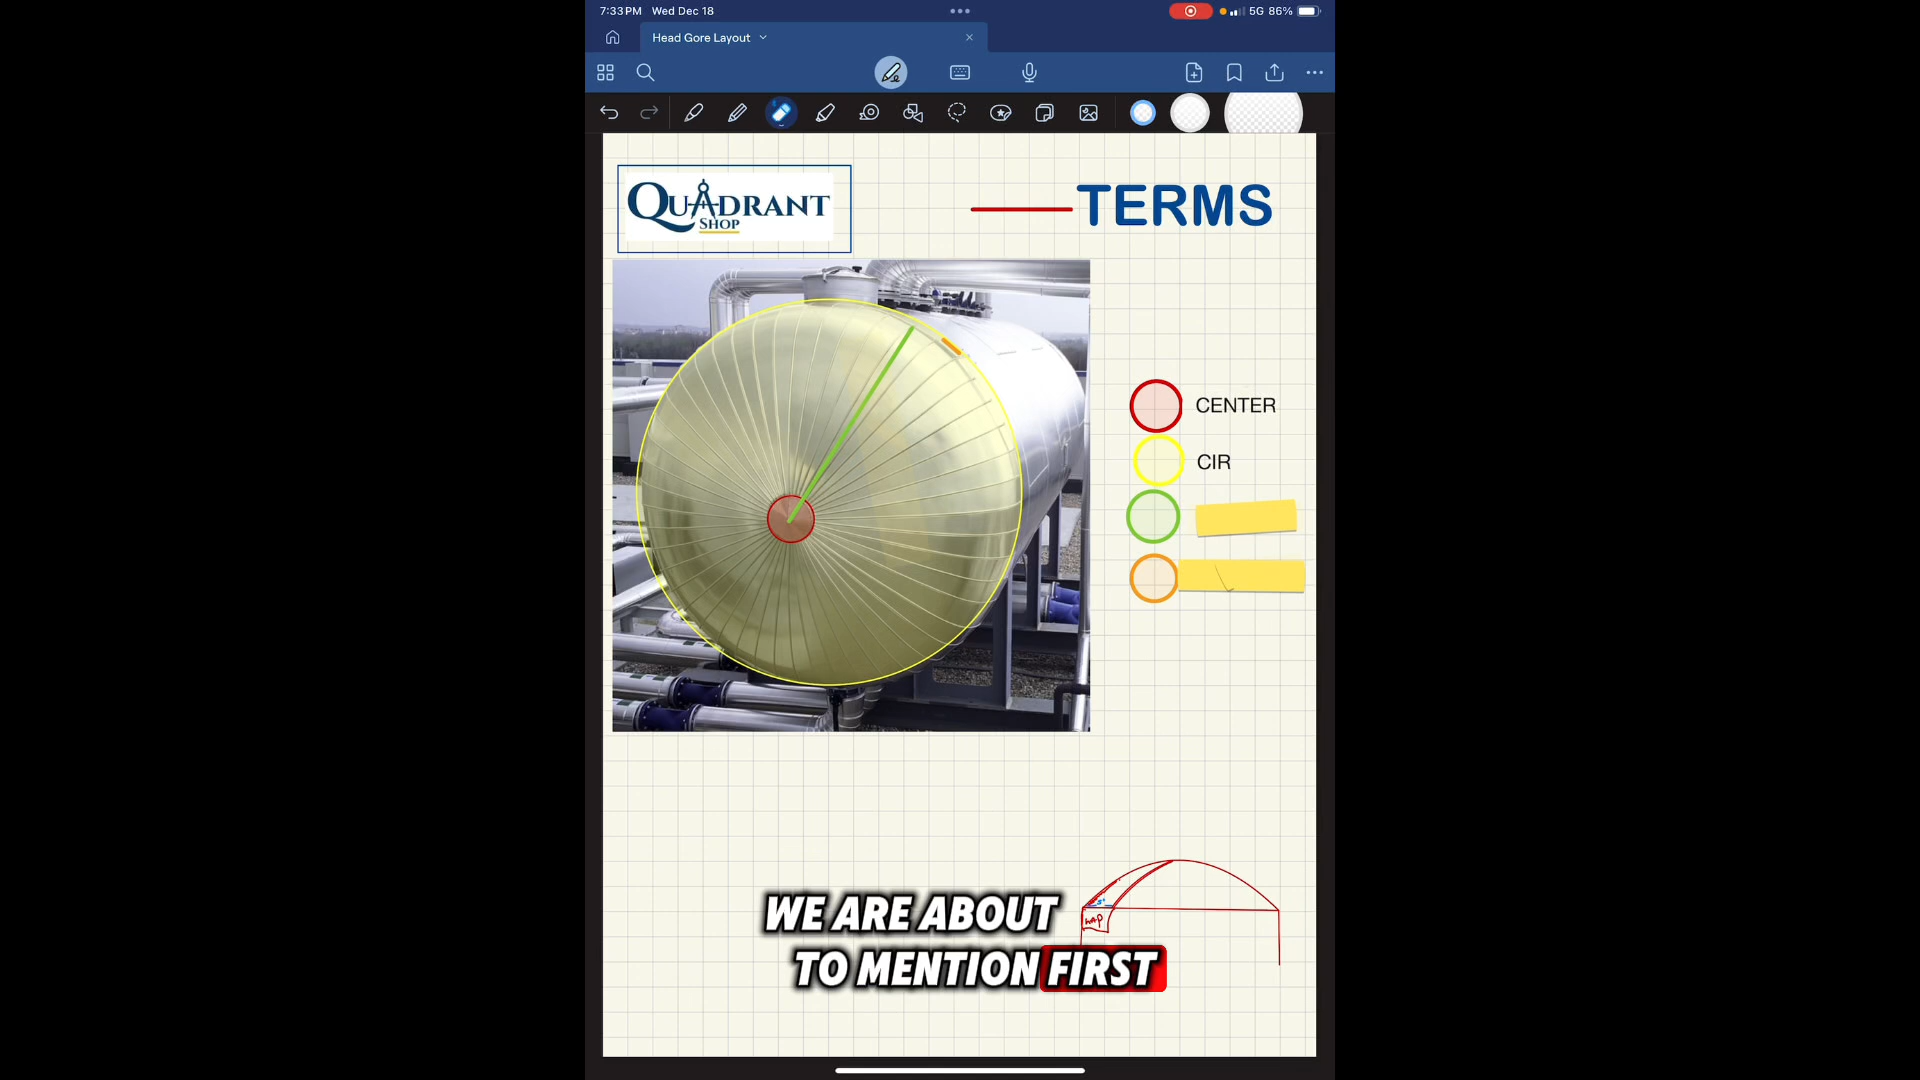 7:33 PM Wed Dec 18
5G 86%
Head Gore Layout
QUADRANT
SHOP
TERMS
CENTER
CIR
WE ARE ABOUT
TO MENTION FIRST